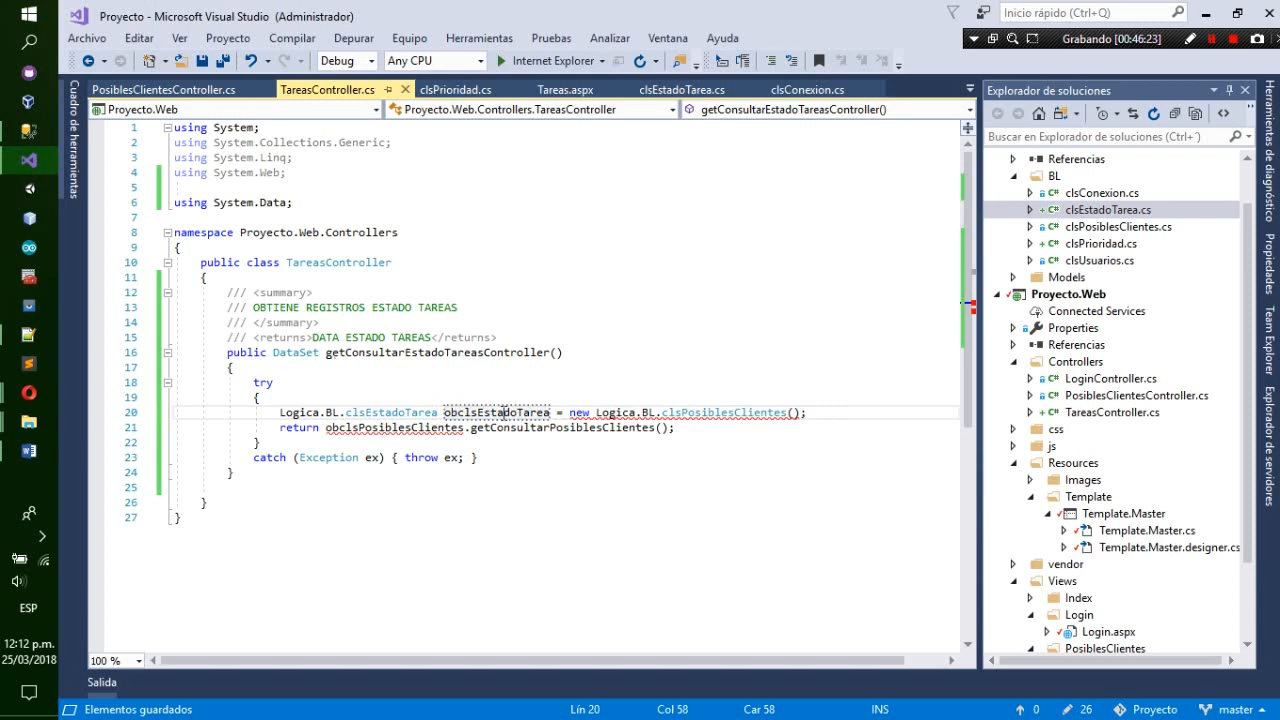 Proyecto - Microsoft Visual Studio (Administrador)
Inicio rápido (Ctrl+Q)
Archivo Editar Ver Proyecto Compilar Depurar Equipo Herramientas Pruebas Analizar Ventana Ayuda
Grabando [00:46:23]
Debug Any CPU Internet Explorer
PosiblesClientesController.cs TareasController.cs clsPrioridad.cs Tareas.aspx clsEstadoTarea.cs clsConexion.cs
Proyecto.Web Proyecto.Web.Controllers.TareasController getConsultarEstadoTareasController()
Cuadro de herramientas
1 using System;
2 using System.Collections.Generic;
3 using System.Linq;
4 using System.Web;
5
6 using System.Data;
7
8 namespace Proyecto.Web.Controllers
9 {
10 public class TareasController
11 {
12 /// <summary>
13 /// OBTIENE REGISTROS ESTADO TAREAS
14 /// </summary>
15 /// <returns>DATA ESTADO TAREAS</returns>
16 public DataSet getConsultarEstadoTareasController()
17 {
18 try
19 {
20 Logica.BL.clsEstadoTarea obclsEstadoTarea = new Logica.BL.clsPosiblesClientes();
21 return obclsPosiblesClientes.getConsultarPosiblesClientes();
22 }
23 catch (Exception ex) { throw ex; }
24 }
25
26 }
27 }
100 %
Salida
Explorador de soluciones
Buscar en Explorador de soluciones (Ctrl+
Referencias
BL
clsConexion.cs
clsEstadoTarea.cs
clsPosiblesClientes.cs
clsPrioridad.cs
clsUsuarios.cs
Models
Proyecto.Web
Connected Services
Properties
Referencias
Controllers
LoginController.cs
PosiblesClientesController.cs
TareasController.cs
css
js
Resources
Images
Template
Template.Master
Template.Master.cs
Template.Master.designer.cs
vendor
Views
Index
Login
Login.aspx
PosiblesClientes
Herramientas de diagnóstico
Propiedades
Team Explorer
Explorador de servidores
ESP
12:12 p.m.
25/03/2018
Elementos guardados Lín 20 Col 58 Car 58 INS 0 26 Proyecto master